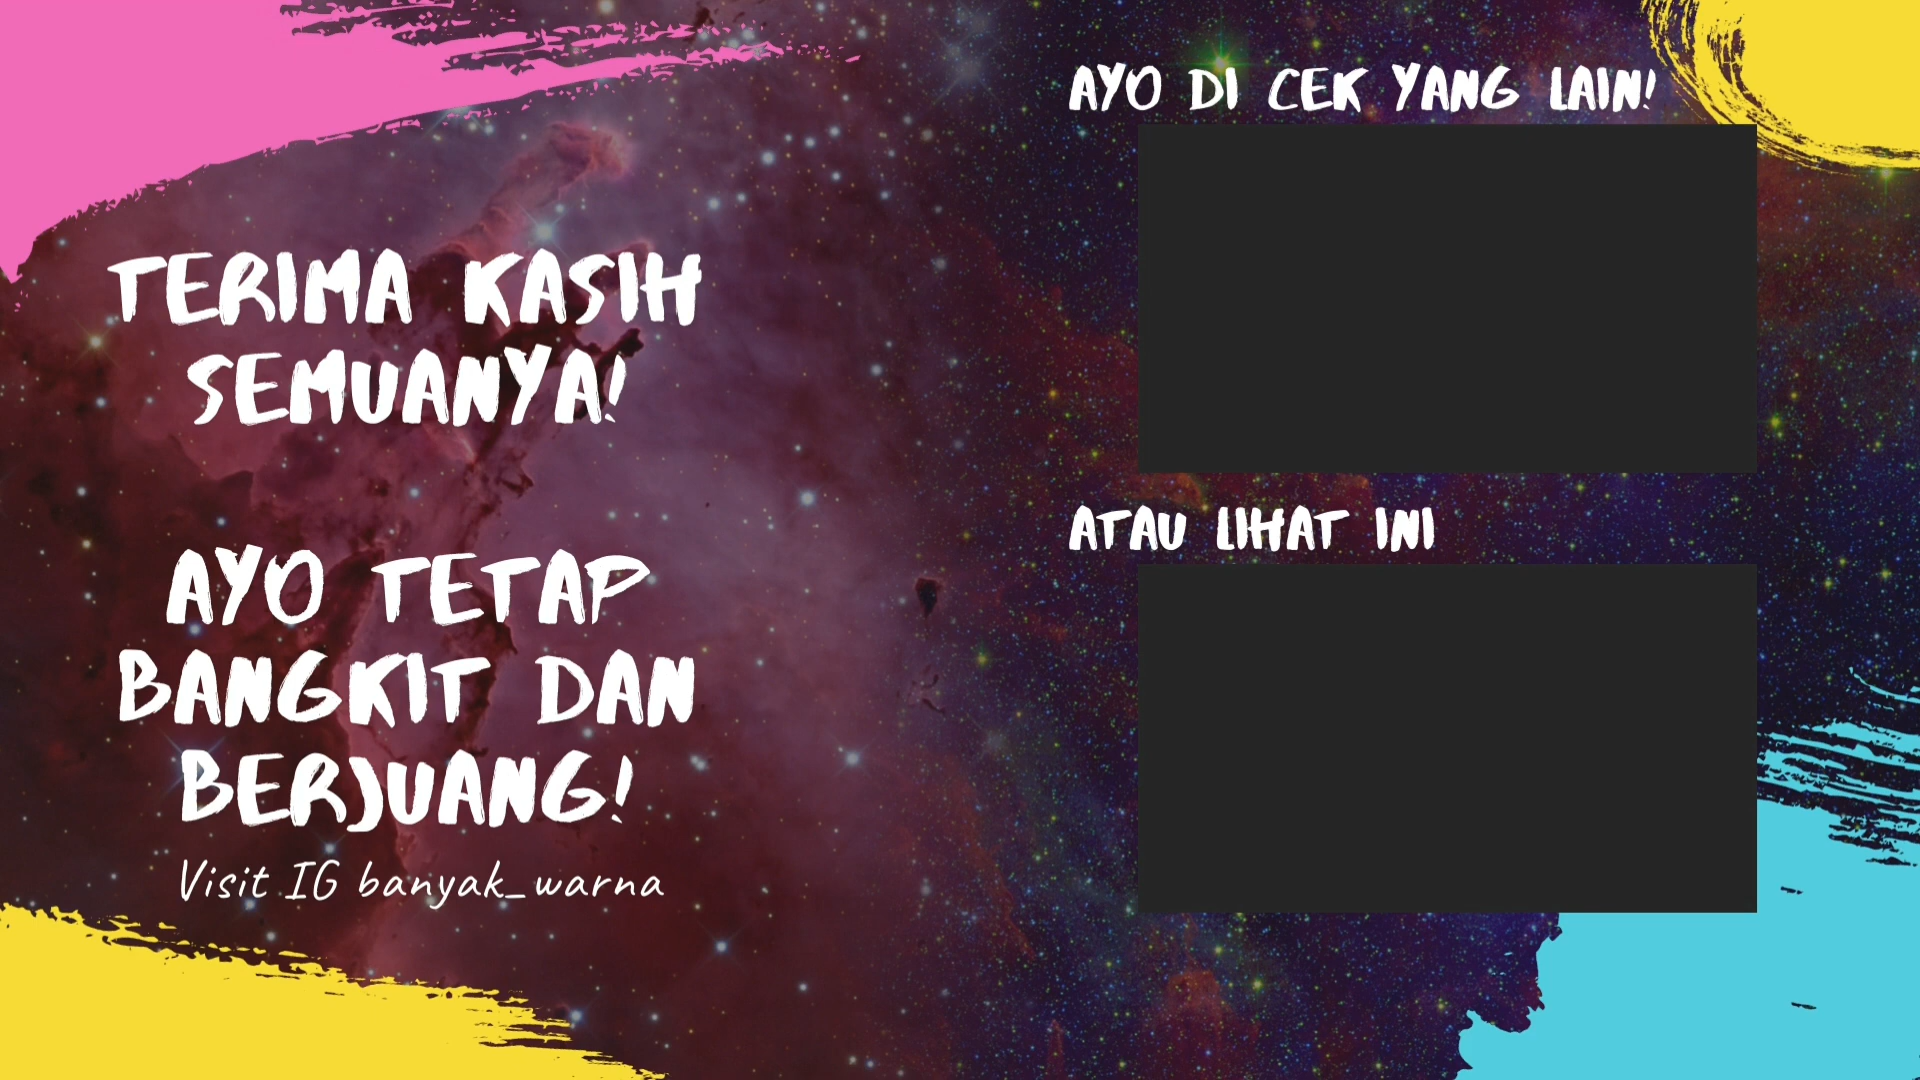 TERIMA KASIH
SEMUANYA!
AYO TETAP
BANGKIT DAN
BERJUANG!
Visit IG banyak_warna
AYO DI CEK YANG LAIN!
ATAU LIHAT INI